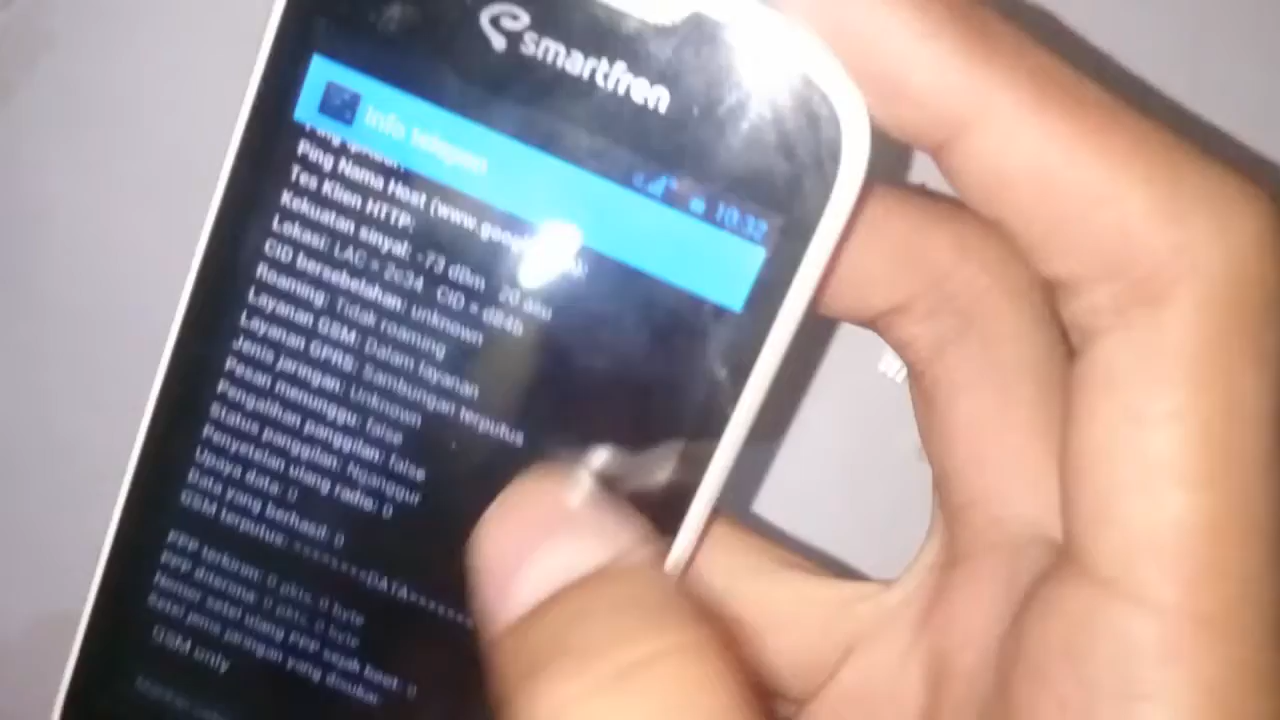 smartfren
Info telepon
10:32
Ping Nama Host (www.goog
Tes Klien HTTP:
Kekuatan sinyal: -73 dBm 20 asu
Lokasi: LAC = 2c34 CID = d84b
CID bersebelahan: unknown
Roaming: Tidak roaming
Layanan GSM: Dalam layanan
Layanan GPRS: Sambungan terputus
Jenis jaringan: Unknown
Pesan menunggu: false
Pengalihan panggilan: false
Status panggilan: Nganggur
Penyetelan ulang radio: 0
Upaya data: 0
Data yang berhasil: 0
GSM terputus: ======DATA=======
PPP terkirim: 0 pkts, 0 byte
PPP diterima: 0 pkts, 0 byte
Nomor setel ulang PPP sejak boot: 0
Setel jenis jaringan yang disukai:
GSM only